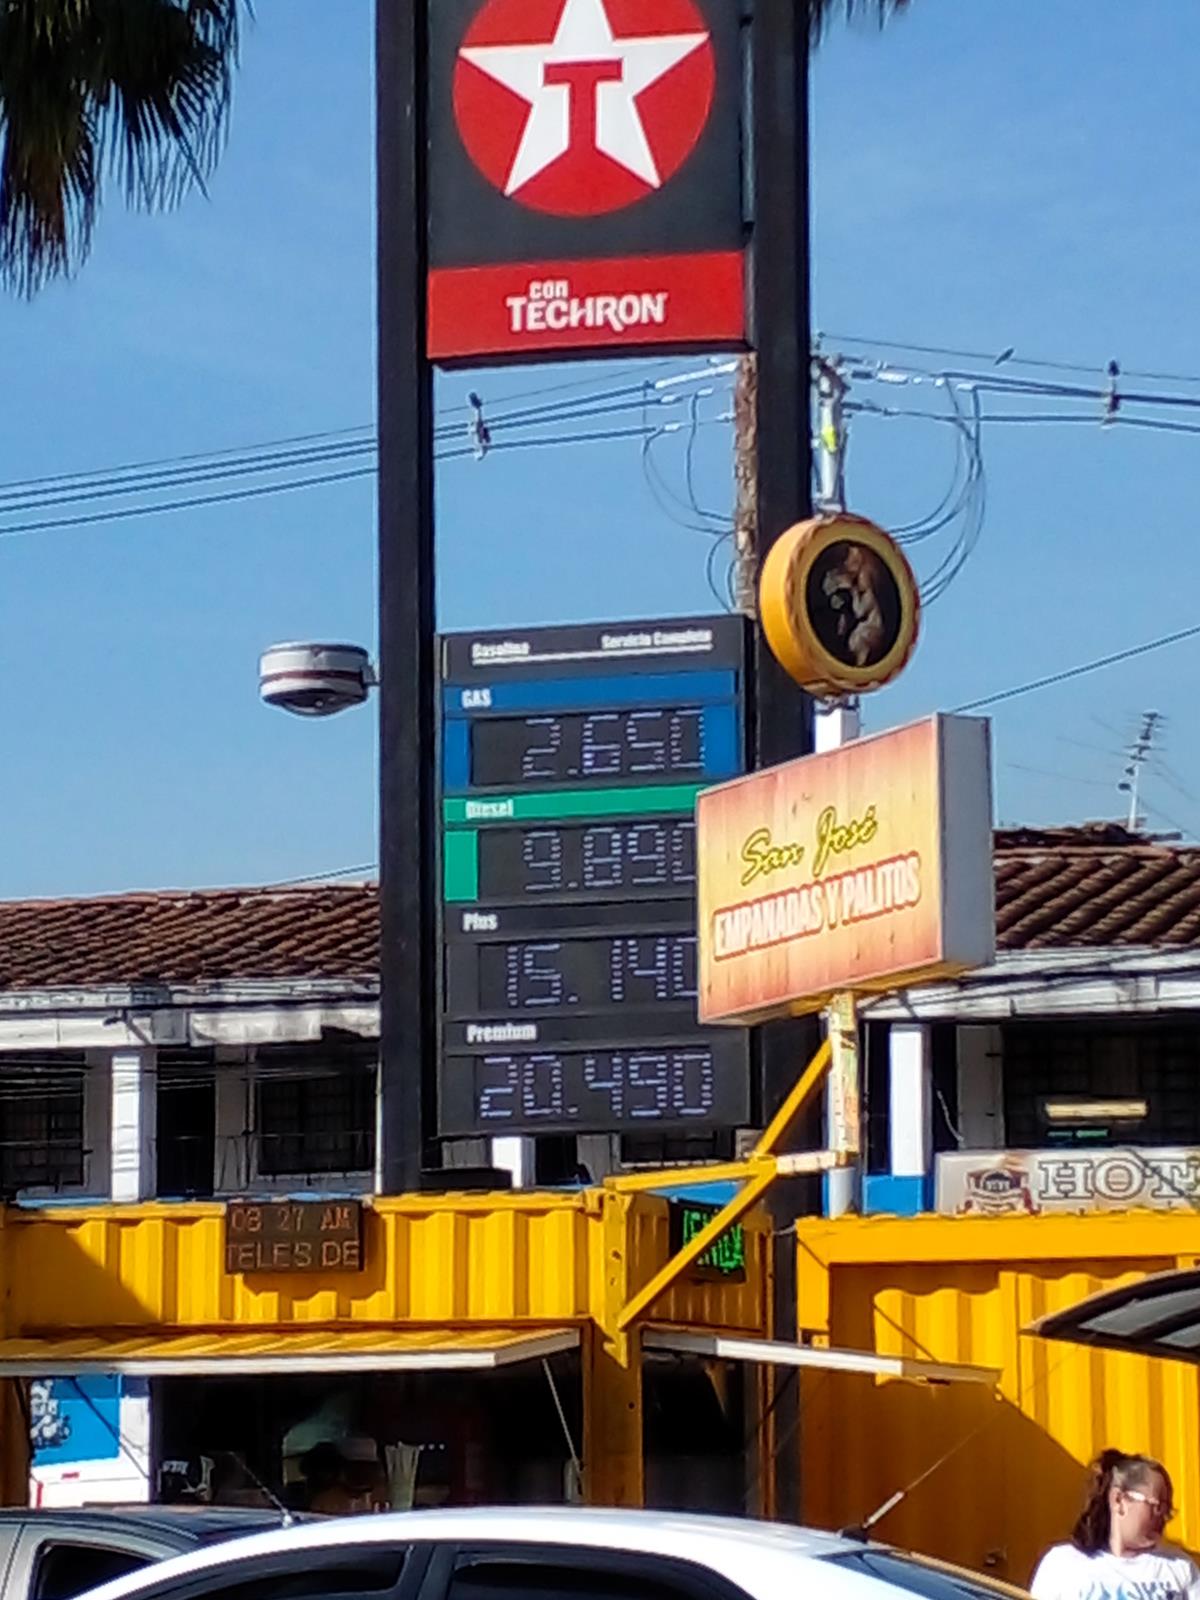 T
con
TECHRON
Gasolina Servicio Completo
GAS
2.690
Diesel
9.890
Plus
15.140
Premium
20.490
San José
EMPANADAS Y PALITOS
HOT
08 27 AM
TELES DE